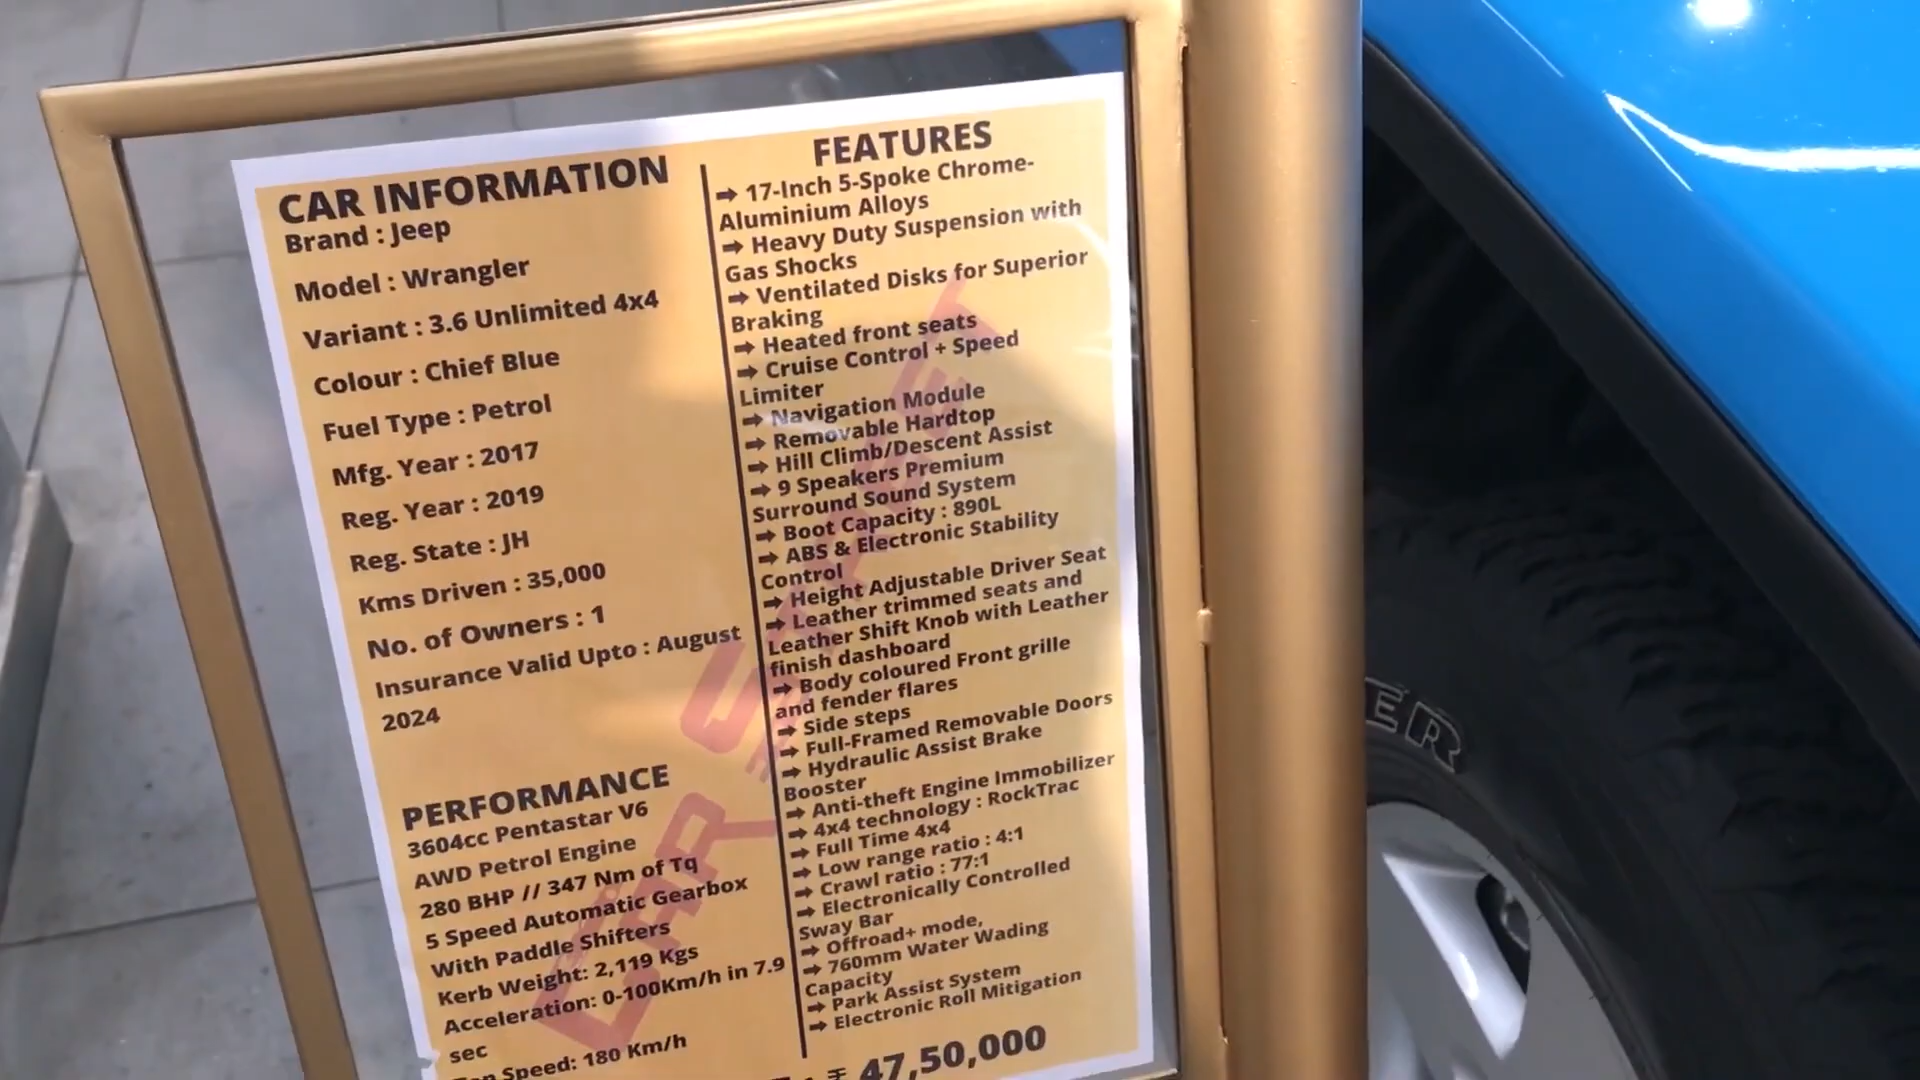 CAR INFORMATION
Brand : Jeep
Model : Wrangler
Variant : 3.6 Unlimited 4x4
Colour : Chief Blue
Fuel Type : Petrol
Mfg. Year : 2017
Reg. Year : 2019
Reg. State : JH
Kms Driven : 35,000
No. of Owners : 1
Insurance Valid Upto : August
2024
PERFORMANCE
3604cc Pentastar V6
AWD Petrol Engine
280 BHP // 347 Nm of Tq
5 Speed Automatic Gearbox
With Paddle Shifters
Kerb Weight: 2,119 Kgs
Acceleration: 0-100Km/h in 7.9
sec
Speed: 180 Km/h
FEATURES
➡ 17-Inch 5-Spoke Chrome-
Aluminium Alloys
➡ Heavy Duty Suspension with
Gas Shocks
➡ Ventilated Disks for Superior
Braking
➡ Heated front seats
➡ Cruise Control + Speed
Limiter
➡ Navigation Module
➡ Removable Hardtop
➡ Hill Climb/Descent Assist
➡ 9 Speakers Premium
Surround Sound System
➡ Boot Capacity : 890L
➡ ABS & Electronic Stability
Control
➡ Height Adjustable Driver Seat
➡ Leather trimmed seats and
Leather Shift Knob with Leather
finish dashboard
➡ Body coloured Front grille
and fender flares
➡ Side steps
➡ Full-Framed Removable Doors
➡ Hydraulic Assist Brake
Booster
➡ Anti-theft Engine Immobilizer
➡ 4x4 technology : RockTrac
➡ Full Time 4x4
➡ Low range ratio : 4:1
➡ Crawl ratio : 77:1
➡ Electronically Controlled
Sway Bar
➡ Offroad+ mode,
➡ 760mm Water Wading
Capacity
➡ Park Assist System
➡ Electronic Roll Mitigation
₹ 47,50,000